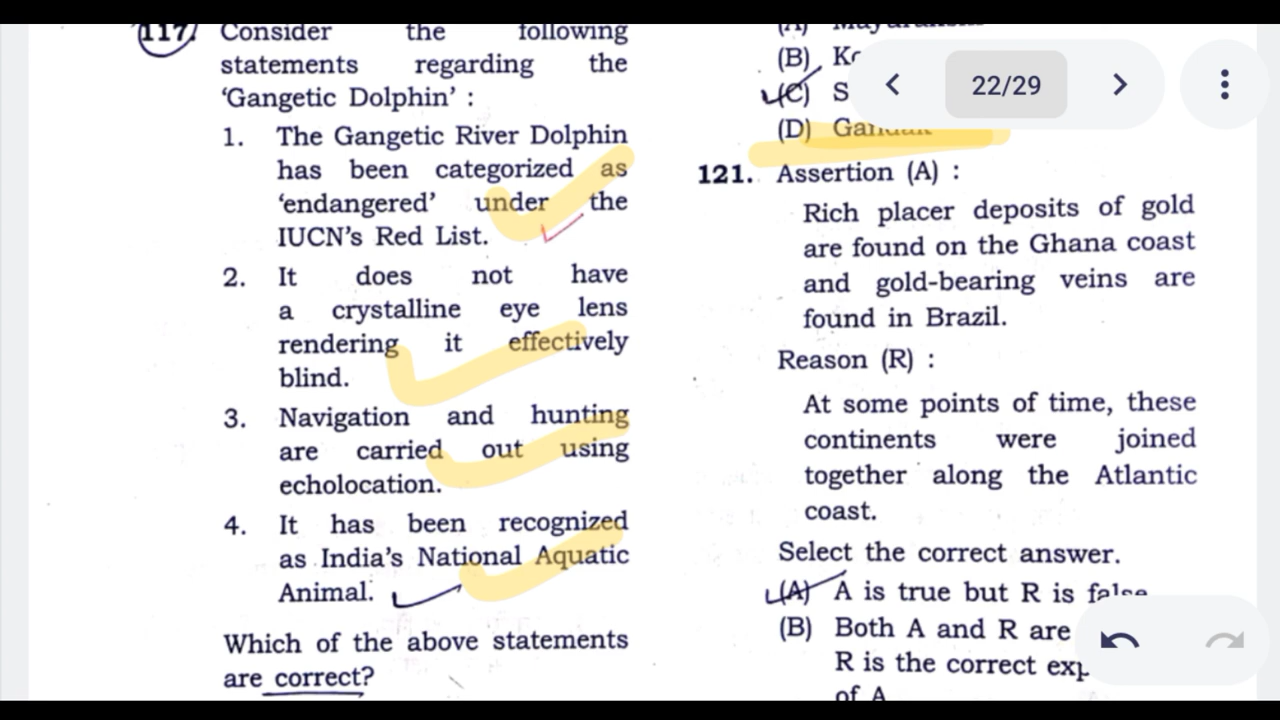 117. Consider the following
statements regarding the
‘Gangetic Dolphin’ :
1. The Gangetic River Dolphin
has been categorized as
‘endangered’ under the
IUCN’s Red List.
2. It does not have
a crystalline eye lens
rendering it effectively
blind.
3. Navigation and hunting
are carried out using
echolocation.
4. It has been recognized
as India’s National Aquatic
Animal.
Which of the above statements
are correct?
(A)
(B)
(C) S
(D) Gandak
22/29
121. Assertion (A) :
Rich placer deposits of gold
are found on the Ghana coast
and gold-bearing veins are
found in Brazil.
Reason (R) :
At some points of time, these
continents were joined
together along the Atlantic
coast.
Select the correct answer.
(A) A is true but R is false
(B) Both A and R are
R is the correct exp
of A